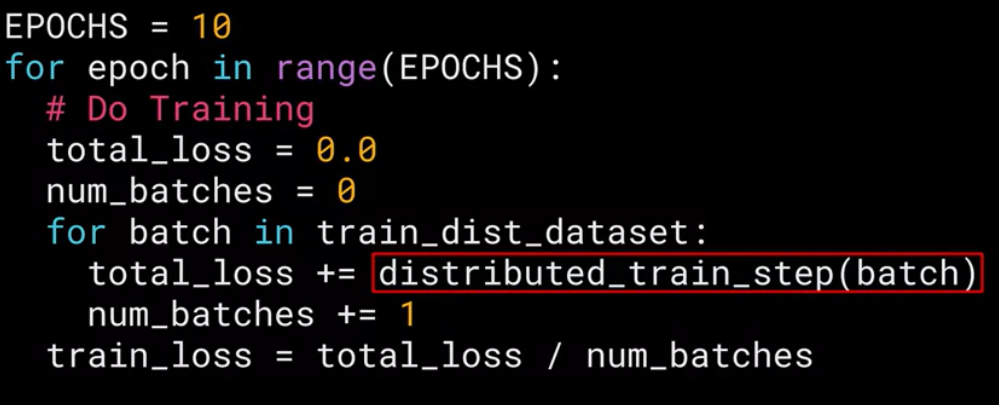 EPOCHS = 10
for epoch in range(EPOCHS):
  # Do Training
  total_loss = 0.0
  num_batches = 0
  for batch in train_dist_dataset:
    total_loss += distributed_train_step(batch)
    num_batches += 1
  train_loss = total_loss / num_batches